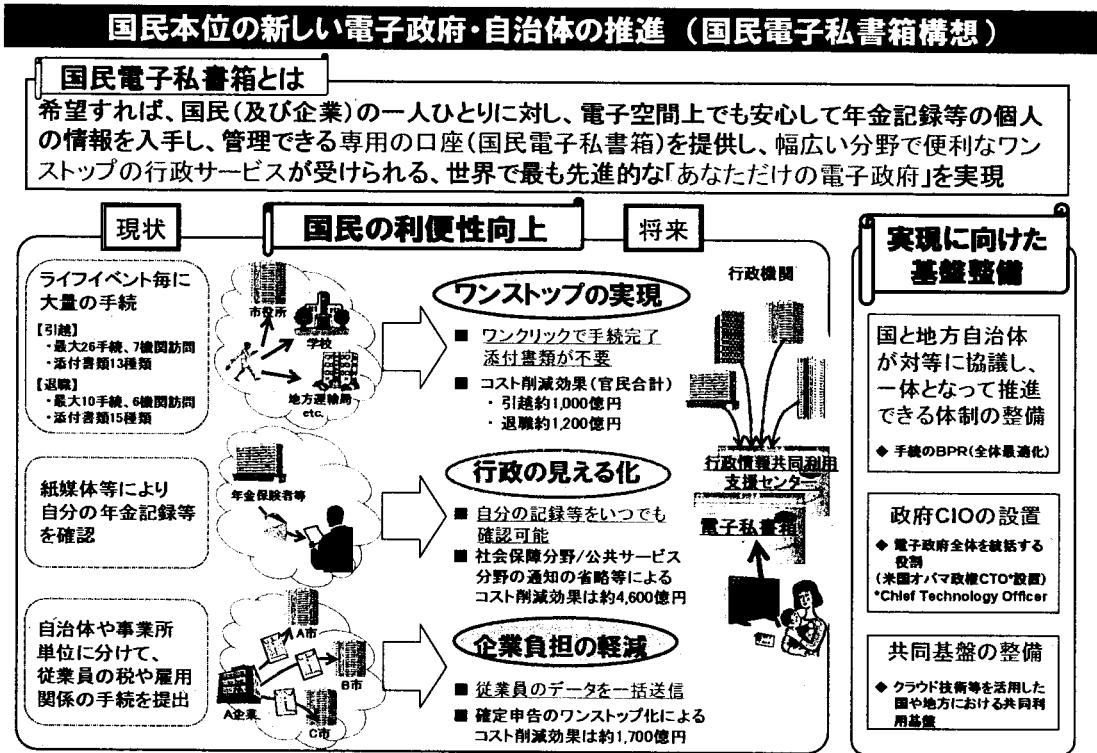 国民本位の新しい電子政府・自治体の推進（国民電子私書箱構想）
国民電子私書箱とは
希望すれば、国民（及び企業）の一人ひとりに対し、電子空間上でも安心して年金記録等の個人
の情報を入手し、管理できる専用の口座（国民電子私書箱）を提供し、幅広い分野で便利なワン
ストップの行政サービスが受けられる、世界で最も先進的な「あなただけの電子政府」を実現
現状
国民の利便性向上
将来
ライフイベント毎に
大量の手続
【引越】
・最大26手続、7機関訪問
・添付書類13種類
【退職】
・最大10手続、6機関訪問
・添付書類15種類
市役所
学校
地方運輸局
etc.
ワンストップの実現
■ ワンクリックで手続完了
添付書類が不要
■ コスト削減効果（官民合計）
・ 引越約1,000億円
・ 退職約1,200億円
紙媒体等により
自分の年金記録等
を確認
年金保険者等
行政の見える化
■ 自分の記録等をいつでも
確認可能
■ 社会保障分野/公共サービス
分野の通知の省略等による
コスト削減効果は約4,600億円
自治体や事業所
単位に分けて、
従業員の税や雇用
関係の手続を提出
A市
B市
A企業
C市
企業負担の軽減
■ 従業員のデータを一括送信
■ 確定申告のワンストップ化による
コスト削減効果は約1,700億円
行政機関
行政情報共同利用
支援センター
電子私書箱
実現に向けた
基盤整備
国と地方自治体
が対等に協議し、
一体となって推進
できる体制の整備
◆ 手続のBPR（全体最適化）
政府CIOの設置
◆ 電子政府全体を統括する
役割
（米国オバマ政権CTO*設置）
*Chief Technology Officer
共同基盤の整備
◆ クラウド技術等を活用した
国や地方における共同利
用基盤